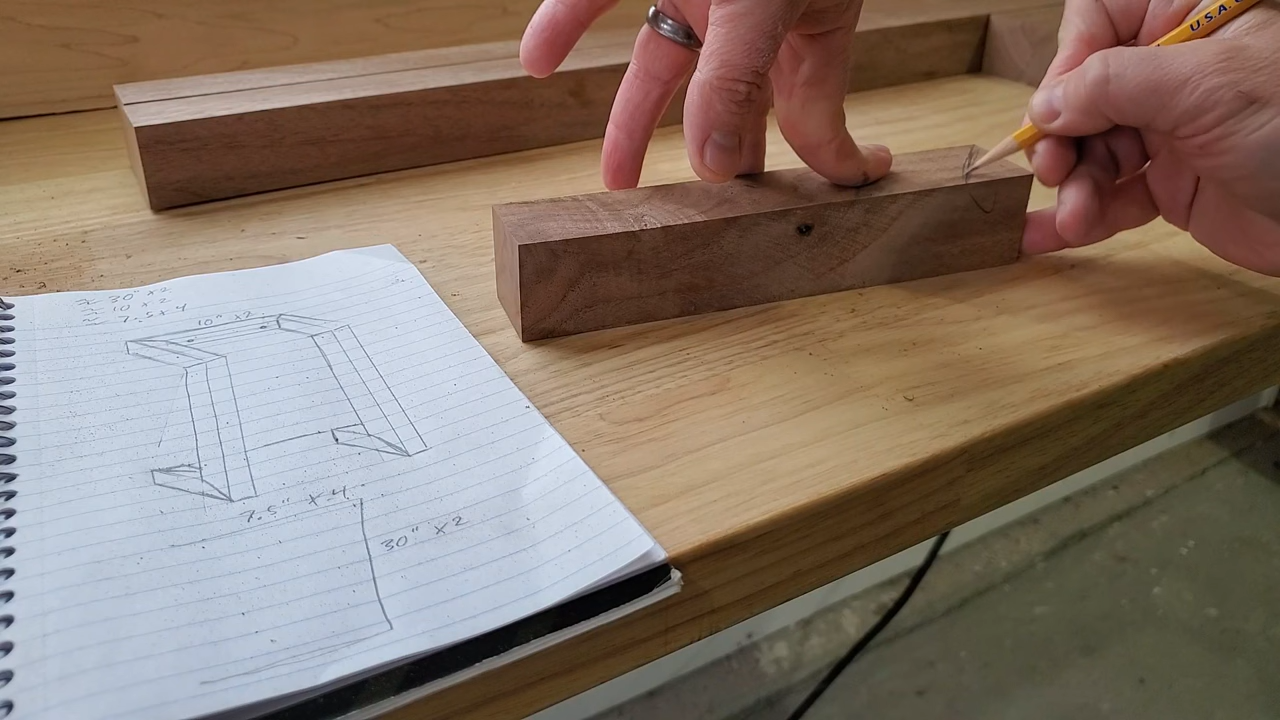 ≈ 30" x 2
≈ 10 x 2
≈ 7.5 x 4
10" x 2
7.5" x 4
30" x 2
U.S.A.